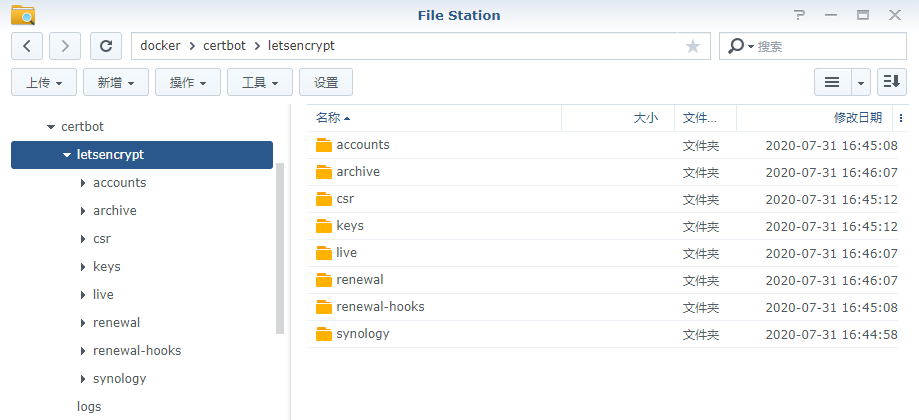 File Station
docker certbot letsencrypt 搜索
上传 新增 操作 工具 设置
certbot
letsencrypt
accounts
archive
csr
keys
live
renewal
renewal-hooks
synology
logs
名称 大小 文件... 修改日期
accounts 文件夹 2020-07-31 16:45:08
archive 文件夹 2020-07-31 16:46:07
csr 文件夹 2020-07-31 16:45:12
keys 文件夹 2020-07-31 16:45:12
live 文件夹 2020-07-31 16:46:07
renewal 文件夹 2020-07-31 16:46:07
renewal-hooks 文件夹 2020-07-31 16:45:08
synology 文件夹 2020-07-31 16:44:58